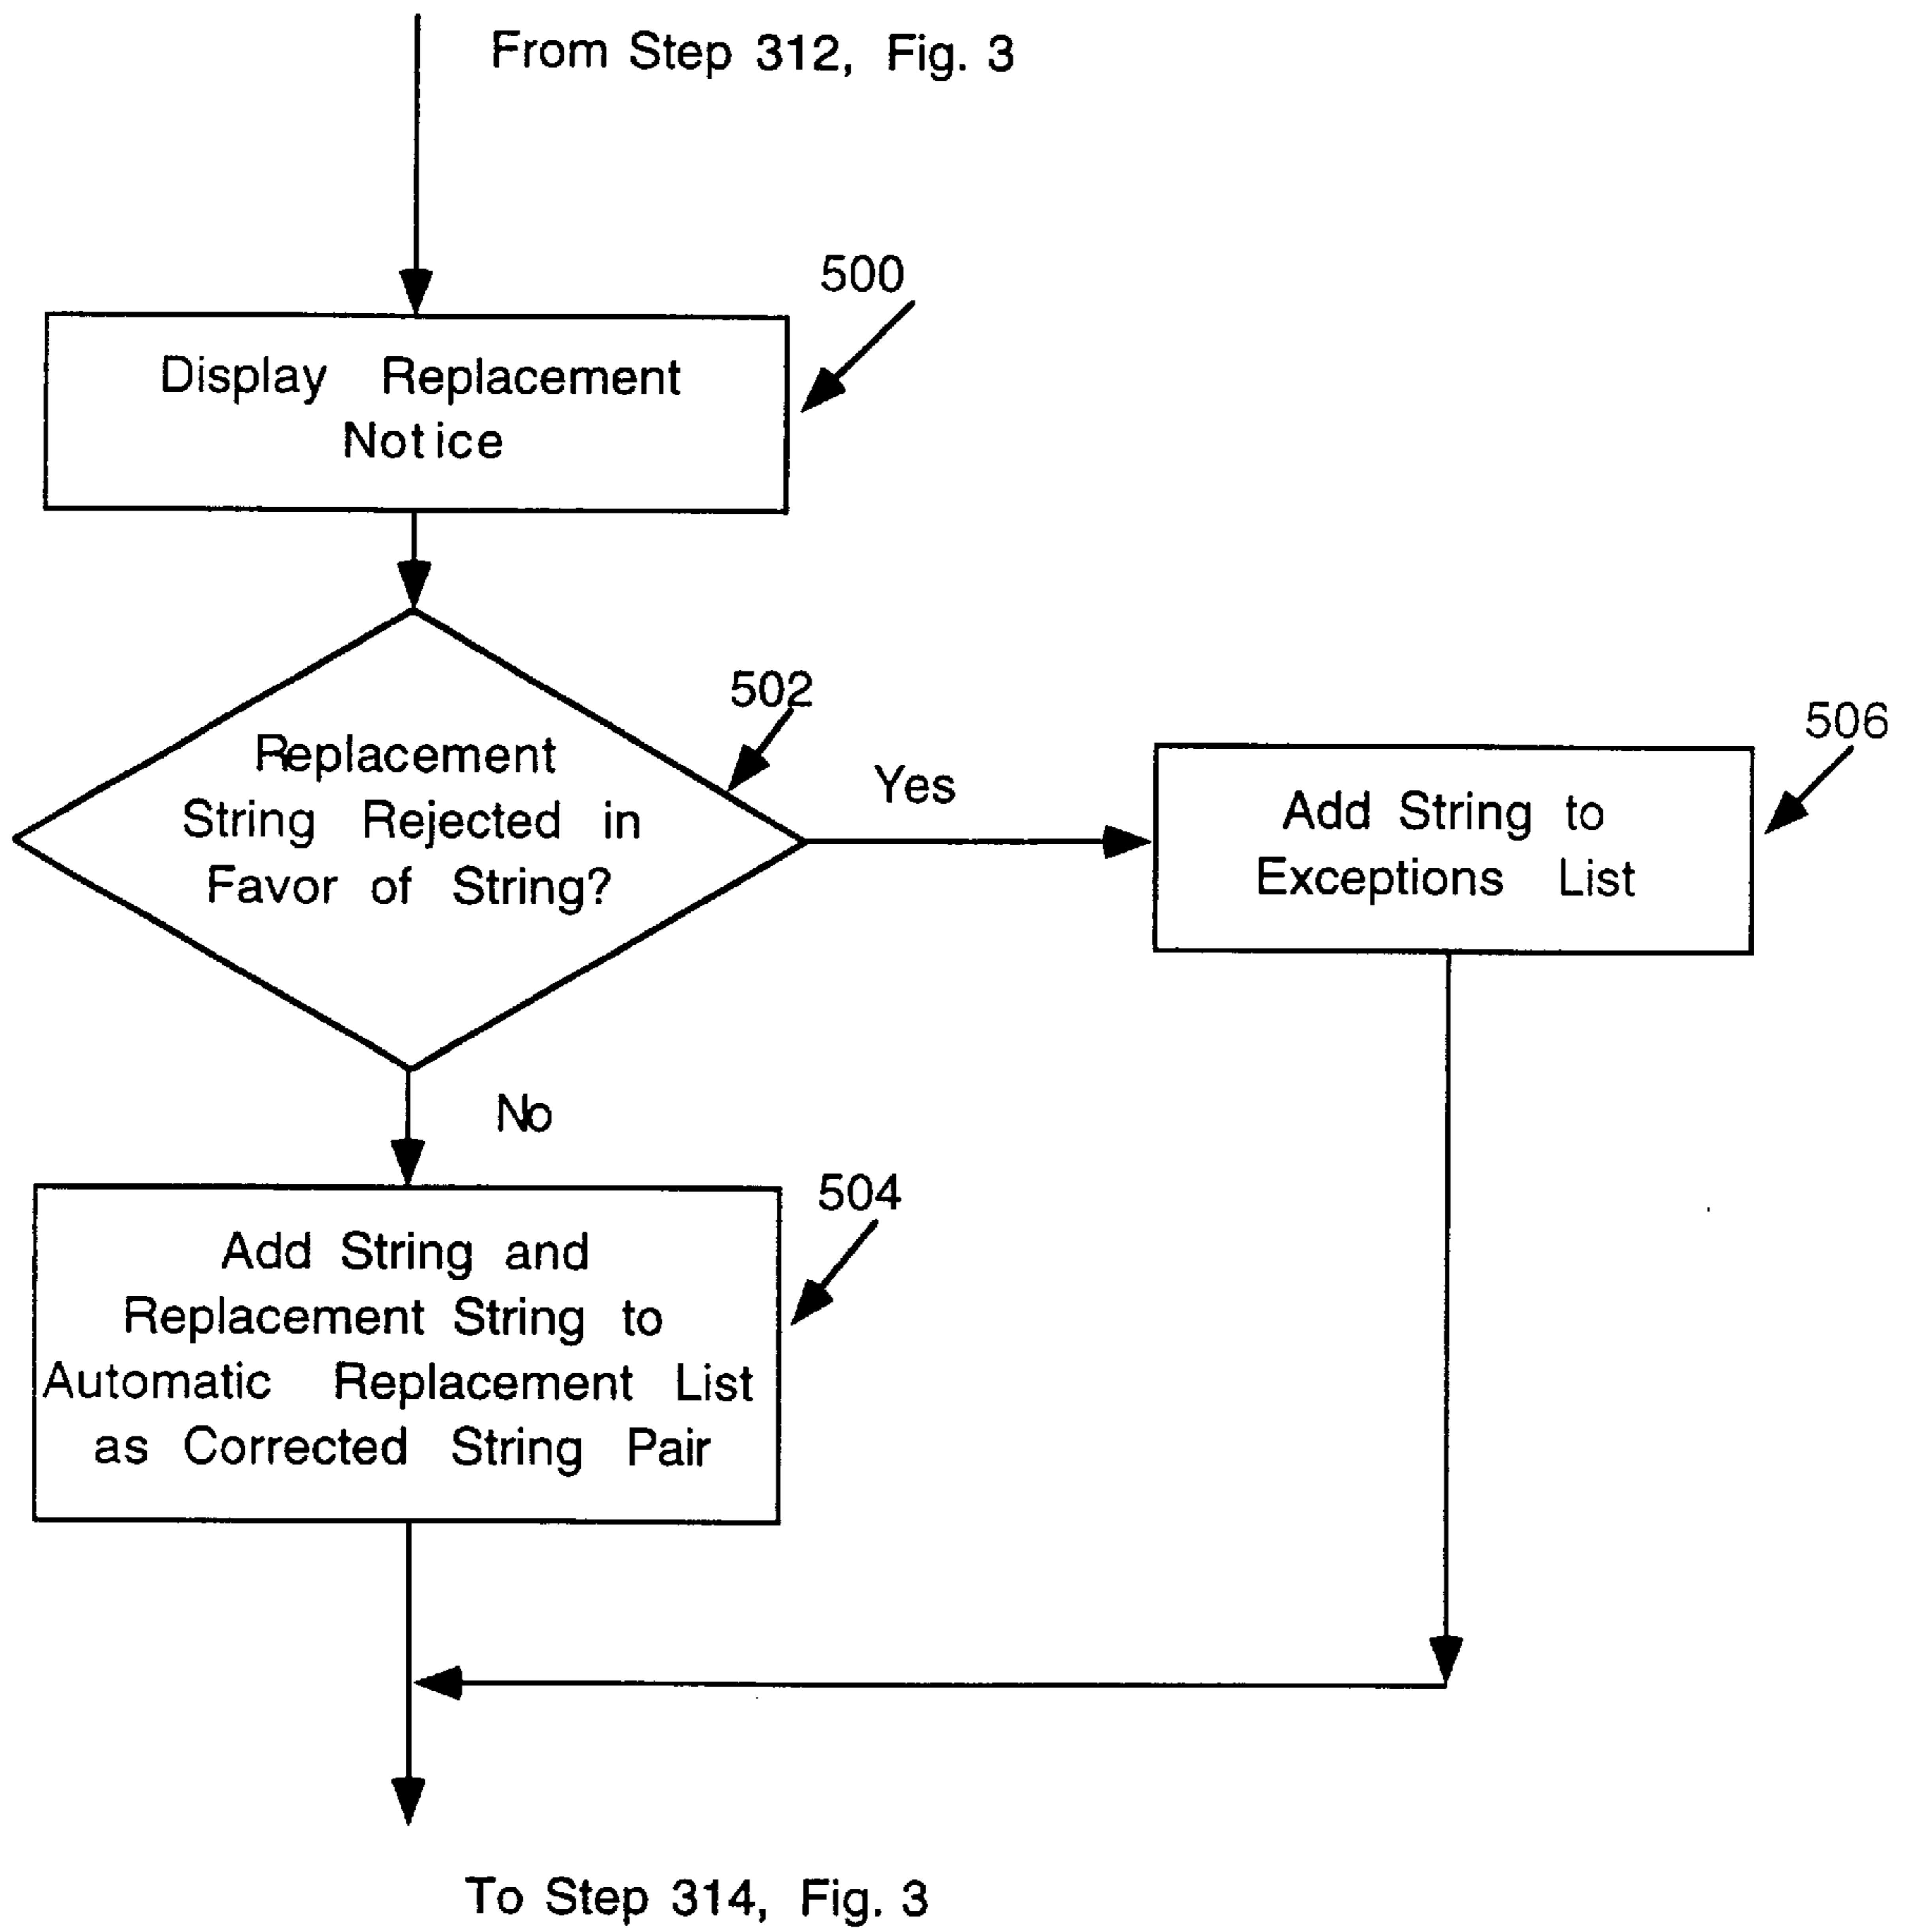 From Step 312, Fig. 3
500
Display Replacement
Notice
502
Replacement
String Rejected in
Favor of String?
Yes
506
Add String to
Exceptions List
No
504
Add String and
Replacement String to
Automatic Replacement List
as Corrected String Pair
To Step 314, Fig. 3